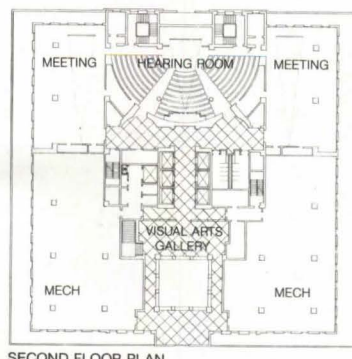 MEETING HEARING ROOM MEETING
VISUAL ARTS
GALLERY
MECH MECH
SECOND FLOOR PLAN